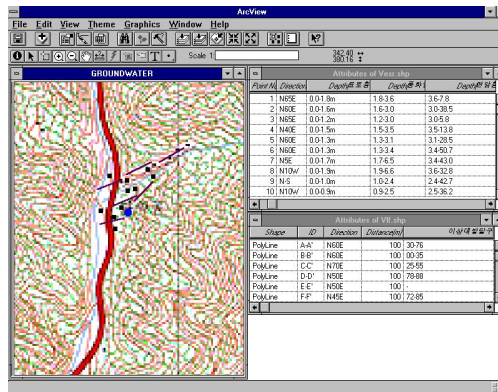 ArcView
File Edit View Theme Graphics Window Help
Scale 1:
342.40
380.16
GROUNDWATER
Attributes of Vesr.shp
Point No Direction Depth Depth Depth
1 N65E 0.0-1.8m 1.8-3.6 3.6-7.8
2 N60E 0.0-1.6m 1.6-3.0 3.0-38.5
3 N65E 0.0-1.2m 1.2-3.0 3.0-5.8
4 N40E 0.0-1.5m 1.5-3.5 3.5-13.8
5 N60E 0.0-1.3m 1.3-3.1 3.1-28.5
6 N60E 0.0-1.3m 1.3-3.4 3.4-50.7
7 N5E 0.0-1.7m 1.7-6.5 3.4-43.0
8 N10W 0.0-1.9m 1.9-6.6 3.6-32.8
9 N-S 0.0-1.0m 1.0-2.4 2.4-42.7
10 N10W 0.0-0.9m 0.9-2.5 2.5-36.2
Attributes of Vlf.shp
Shape ID Direction Distance(m)
PolyLine A-A' N60E 100 30-76
PolyLine B-B' N60E 100 00-35
PolyLine C-C' N70E 100 25-55
PolyLine D-D' N50E 100 78-88
PolyLine E-E' N50E 100 -
PolyLine F-F' N45E 100 72-85